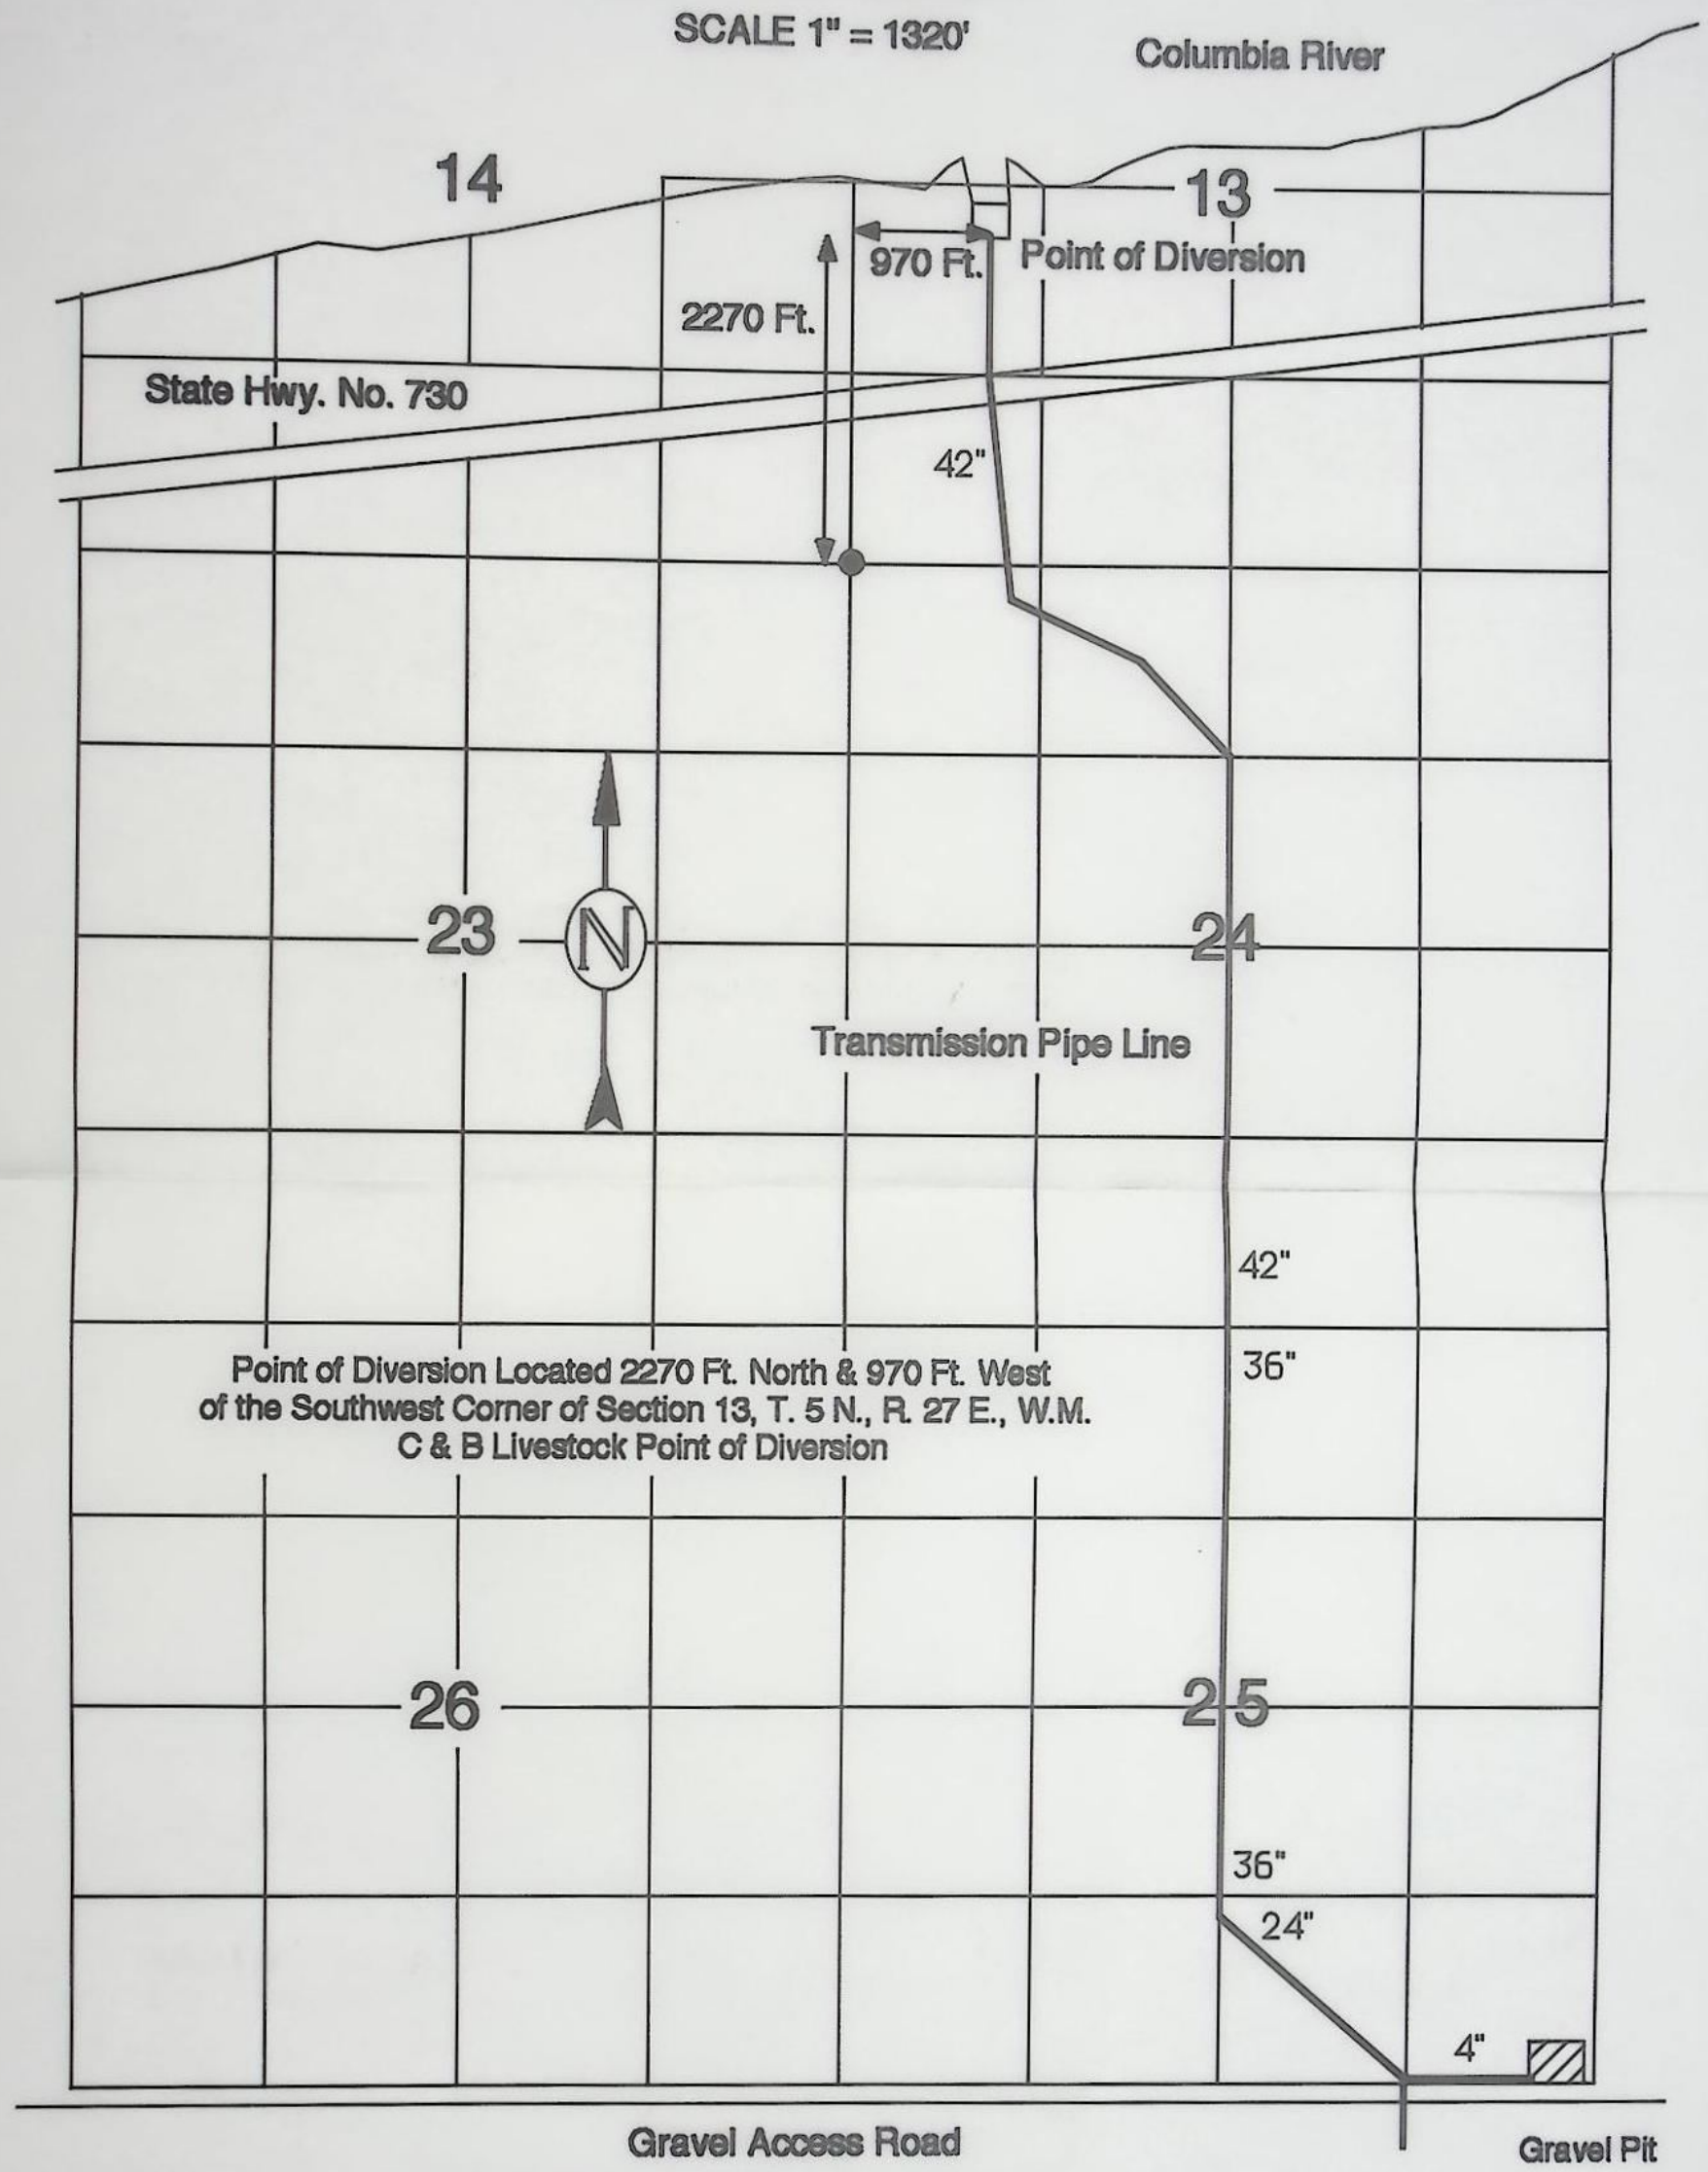 SCALE 1" = 1320'
Columbia River
14
13
970 Ft.
Point of Diversion
2270 Ft.
State Hwy. No. 730
42"
23
N
24
Transmission Pipe Line
42"
36"
Point of Diversion Located 2270 Ft. North & 970 Ft. West
of the Southwest Corner of Section 13, T. 5 N., R. 27 E., W.M.
C & B Livestock Point of Diversion
26
25
36"
24"
4"
Gravel Access Road
Gravel Pit